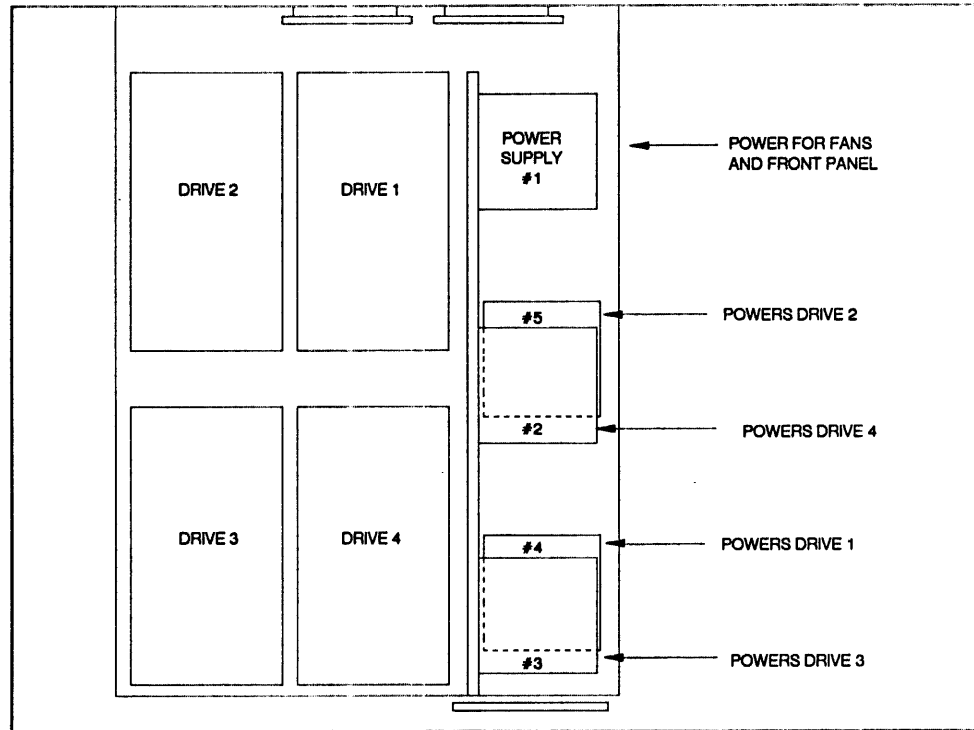 POWER
SUPPLY
#1
POWER FOR FANS
AND FRONT PANEL
DRIVE 2
DRIVE 1
#5
POWERS DRIVE 2
#2
POWERS DRIVE 4
DRIVE 3
DRIVE 4
#4
POWERS DRIVE 1
#3
POWERS DRIVE 3